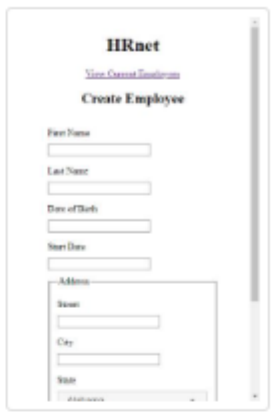 HRnet
View Current Employees
Create Employee
First Name
Last Name
Date of Birth
Start Date
Address
Street
City
State
Alabama